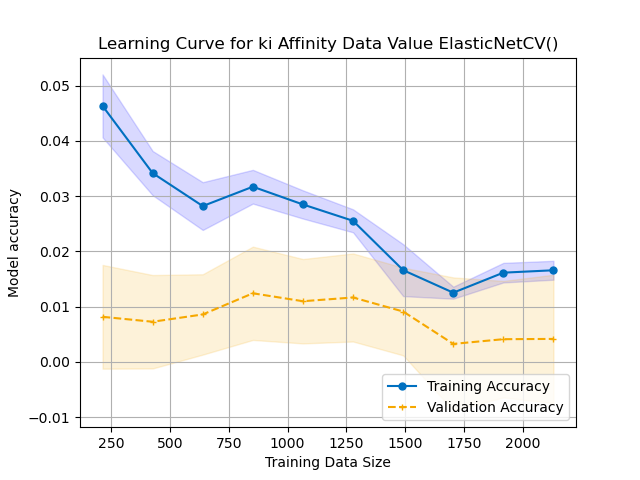 Learning Curve for ki Affinity Data Value ElasticNetCV()
0.05
0.04
0.03
0.02
0.01
0.00
−0.01
Model accuracy
Training Accuracy
Validation Accuracy
250 500 750 1000 1250 1500 1750 2000
Training Data Size